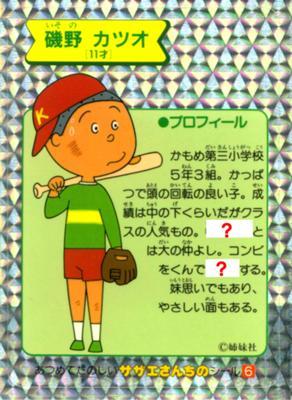 いその
磯野 カツオ
[11才]
K
●プロフィール
かもめ第三小学校
5年3組。かっぱ
つで頭の回転の良い子。成
績は中の下くらいだがクラ
スの人気もの。 ? と
は大の仲よし。コンビ
をくんで ? する。
妹思いでもあり、
やさしい面もある。
©姉妹社
あつめてたのしい サザエさんちのシール 6